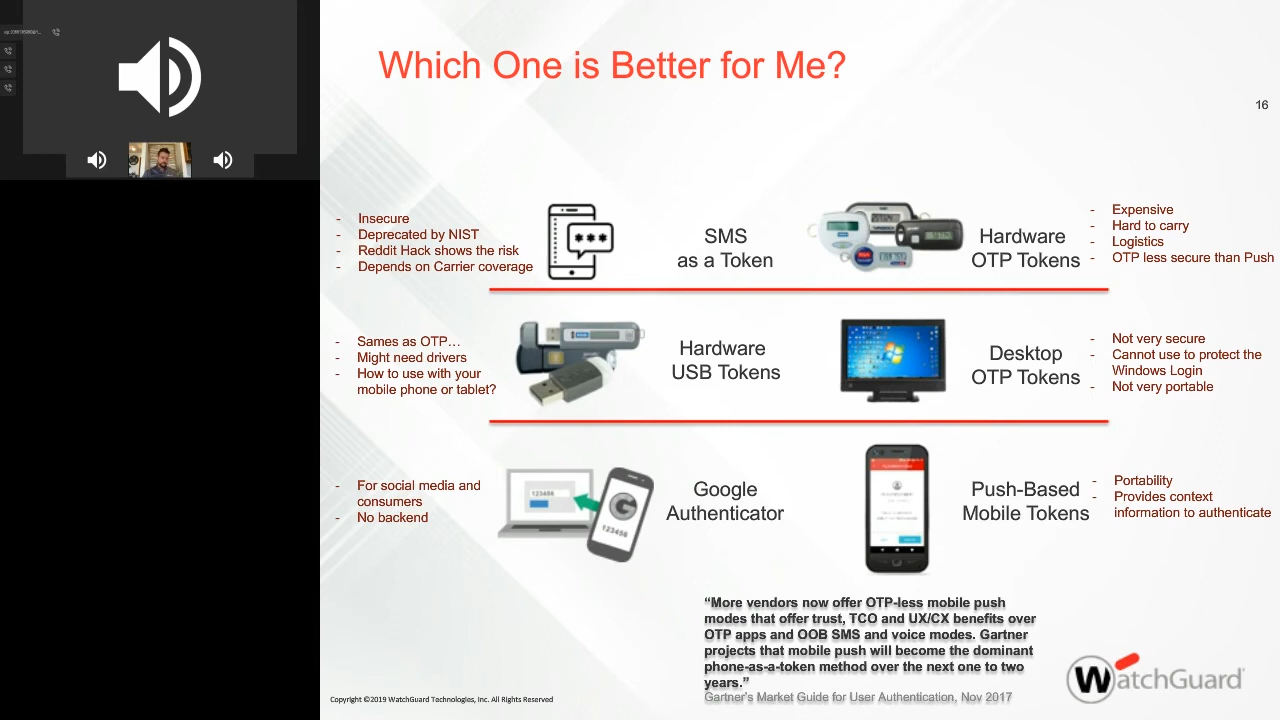 Which One is Better for Me?
16
- Insecure
- Deprecated by NIST
- Reddit Hack shows the risk
- Depends on Carrier coverage
***
SMS
as a Token
Hardware
OTP Tokens
- Expensive
- Hard to carry
- Logistics
- OTP less secure than Push
- Sames as OTP…
- Might need drivers
- How to use with your
mobile phone or tablet?
Hardware
USB Tokens
Desktop
OTP Tokens
- Not very secure
- Cannot use to protect the
Windows Login
- Not very portable
- For social media and
consumers
- No backend
123456
G
123456
Google
Authenticator
Push-Based
Mobile Tokens
- Portability
- Provides context
information to authenticate
“More vendors now offer OTP-less mobile push
modes that offer trust, TCO and UX/CX benefits over
OTP apps and OOB SMS and voice modes. Gartner
projects that mobile push will become the dominant
phone-as-a-token method over the next one to two
years.”
Gartner's Market Guide for User Authentication, Nov 2017
Copyright ©2019 WatchGuard Technologies, Inc. All Rights Reserved
WatchGuard